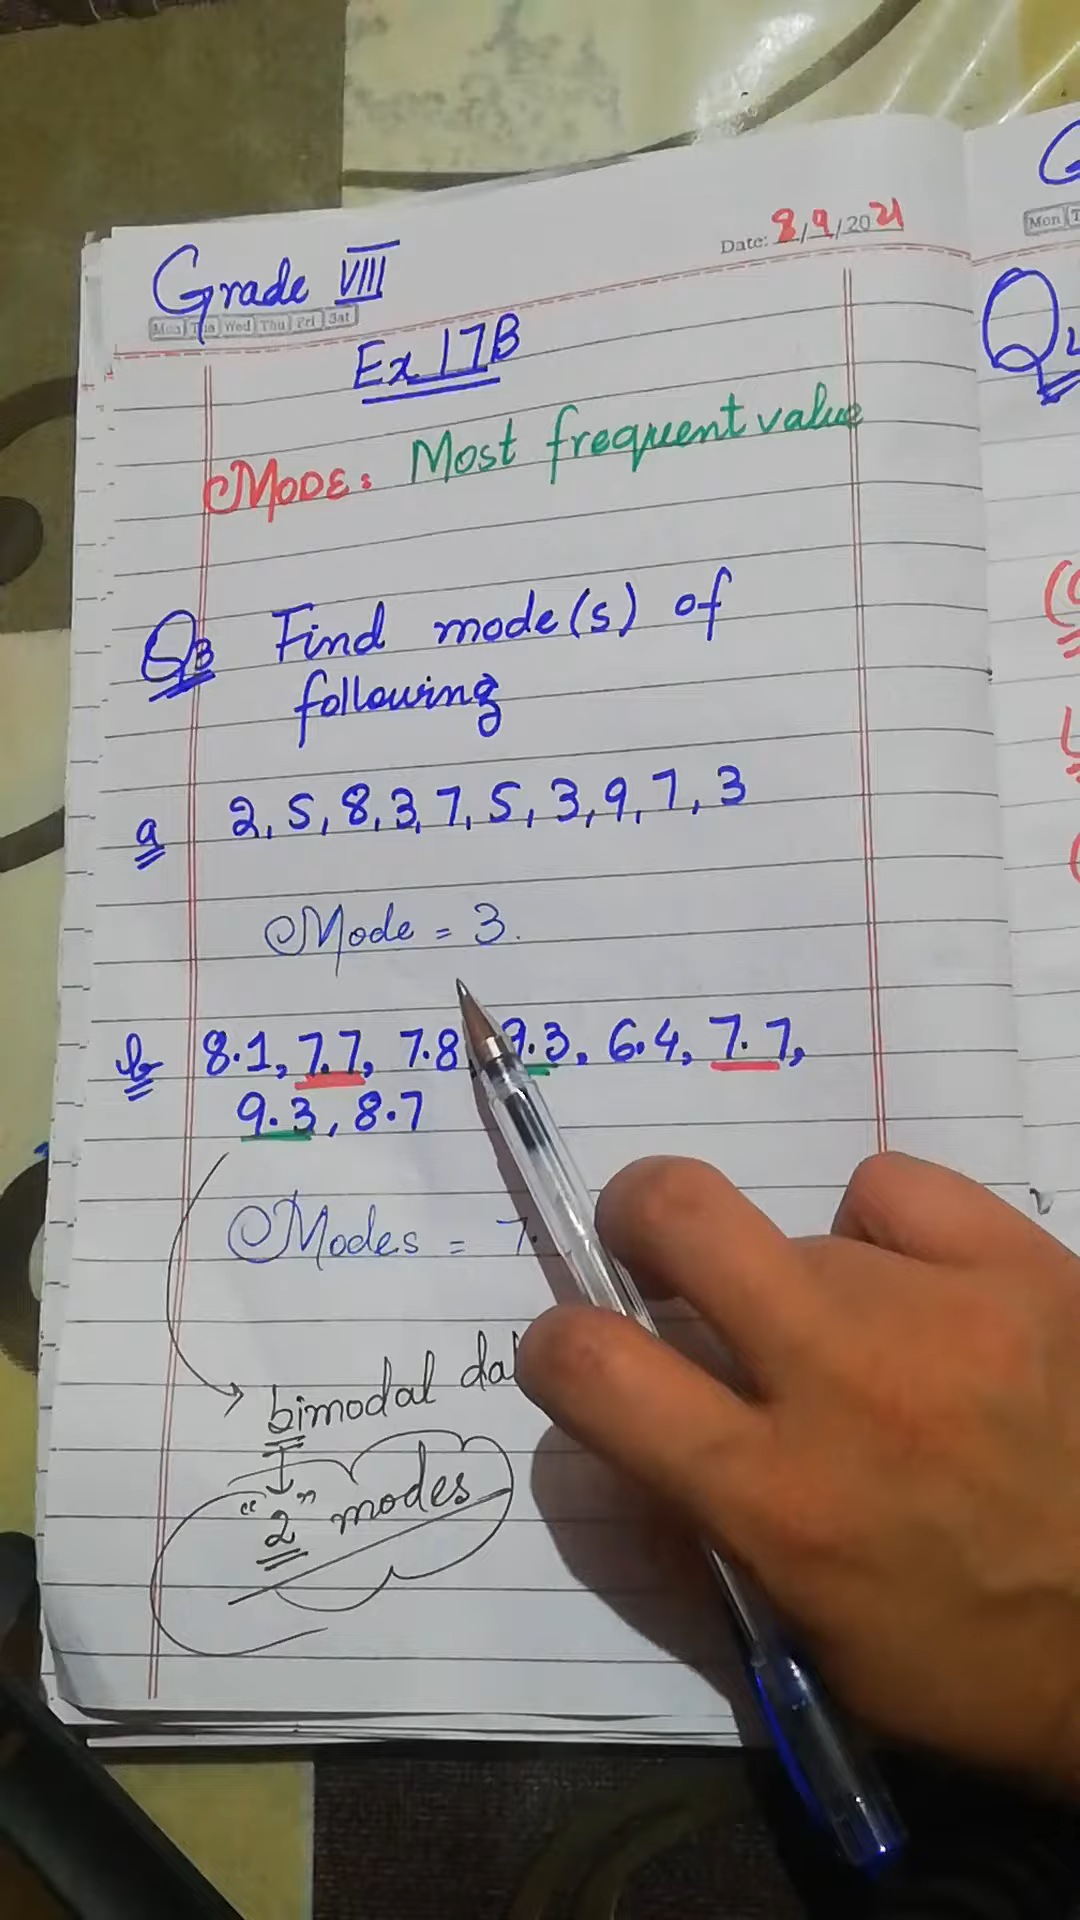 Date: 8/9/2021
Grade VIII
Mon Tue Wed Thu Fri Sat
Ex 17B
MODE: Most frequent value
Q3 Find mode(s) of
following
a 2, 5, 8, 3, 7, 5, 3, 9, 7, 3
Mode = 3.
b 8.1, 7.7, 7.8, 9.3, 6.4, 7.7,
9.3, 8.7
Modes = 7.
bimodal
"2" modes
Mon